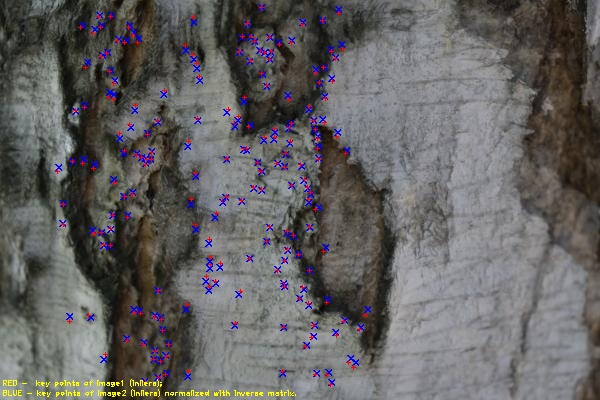 RED - key points of image1 (inliers);
BLUE - key points of image2 (inliers) normalized with inverse matrix.